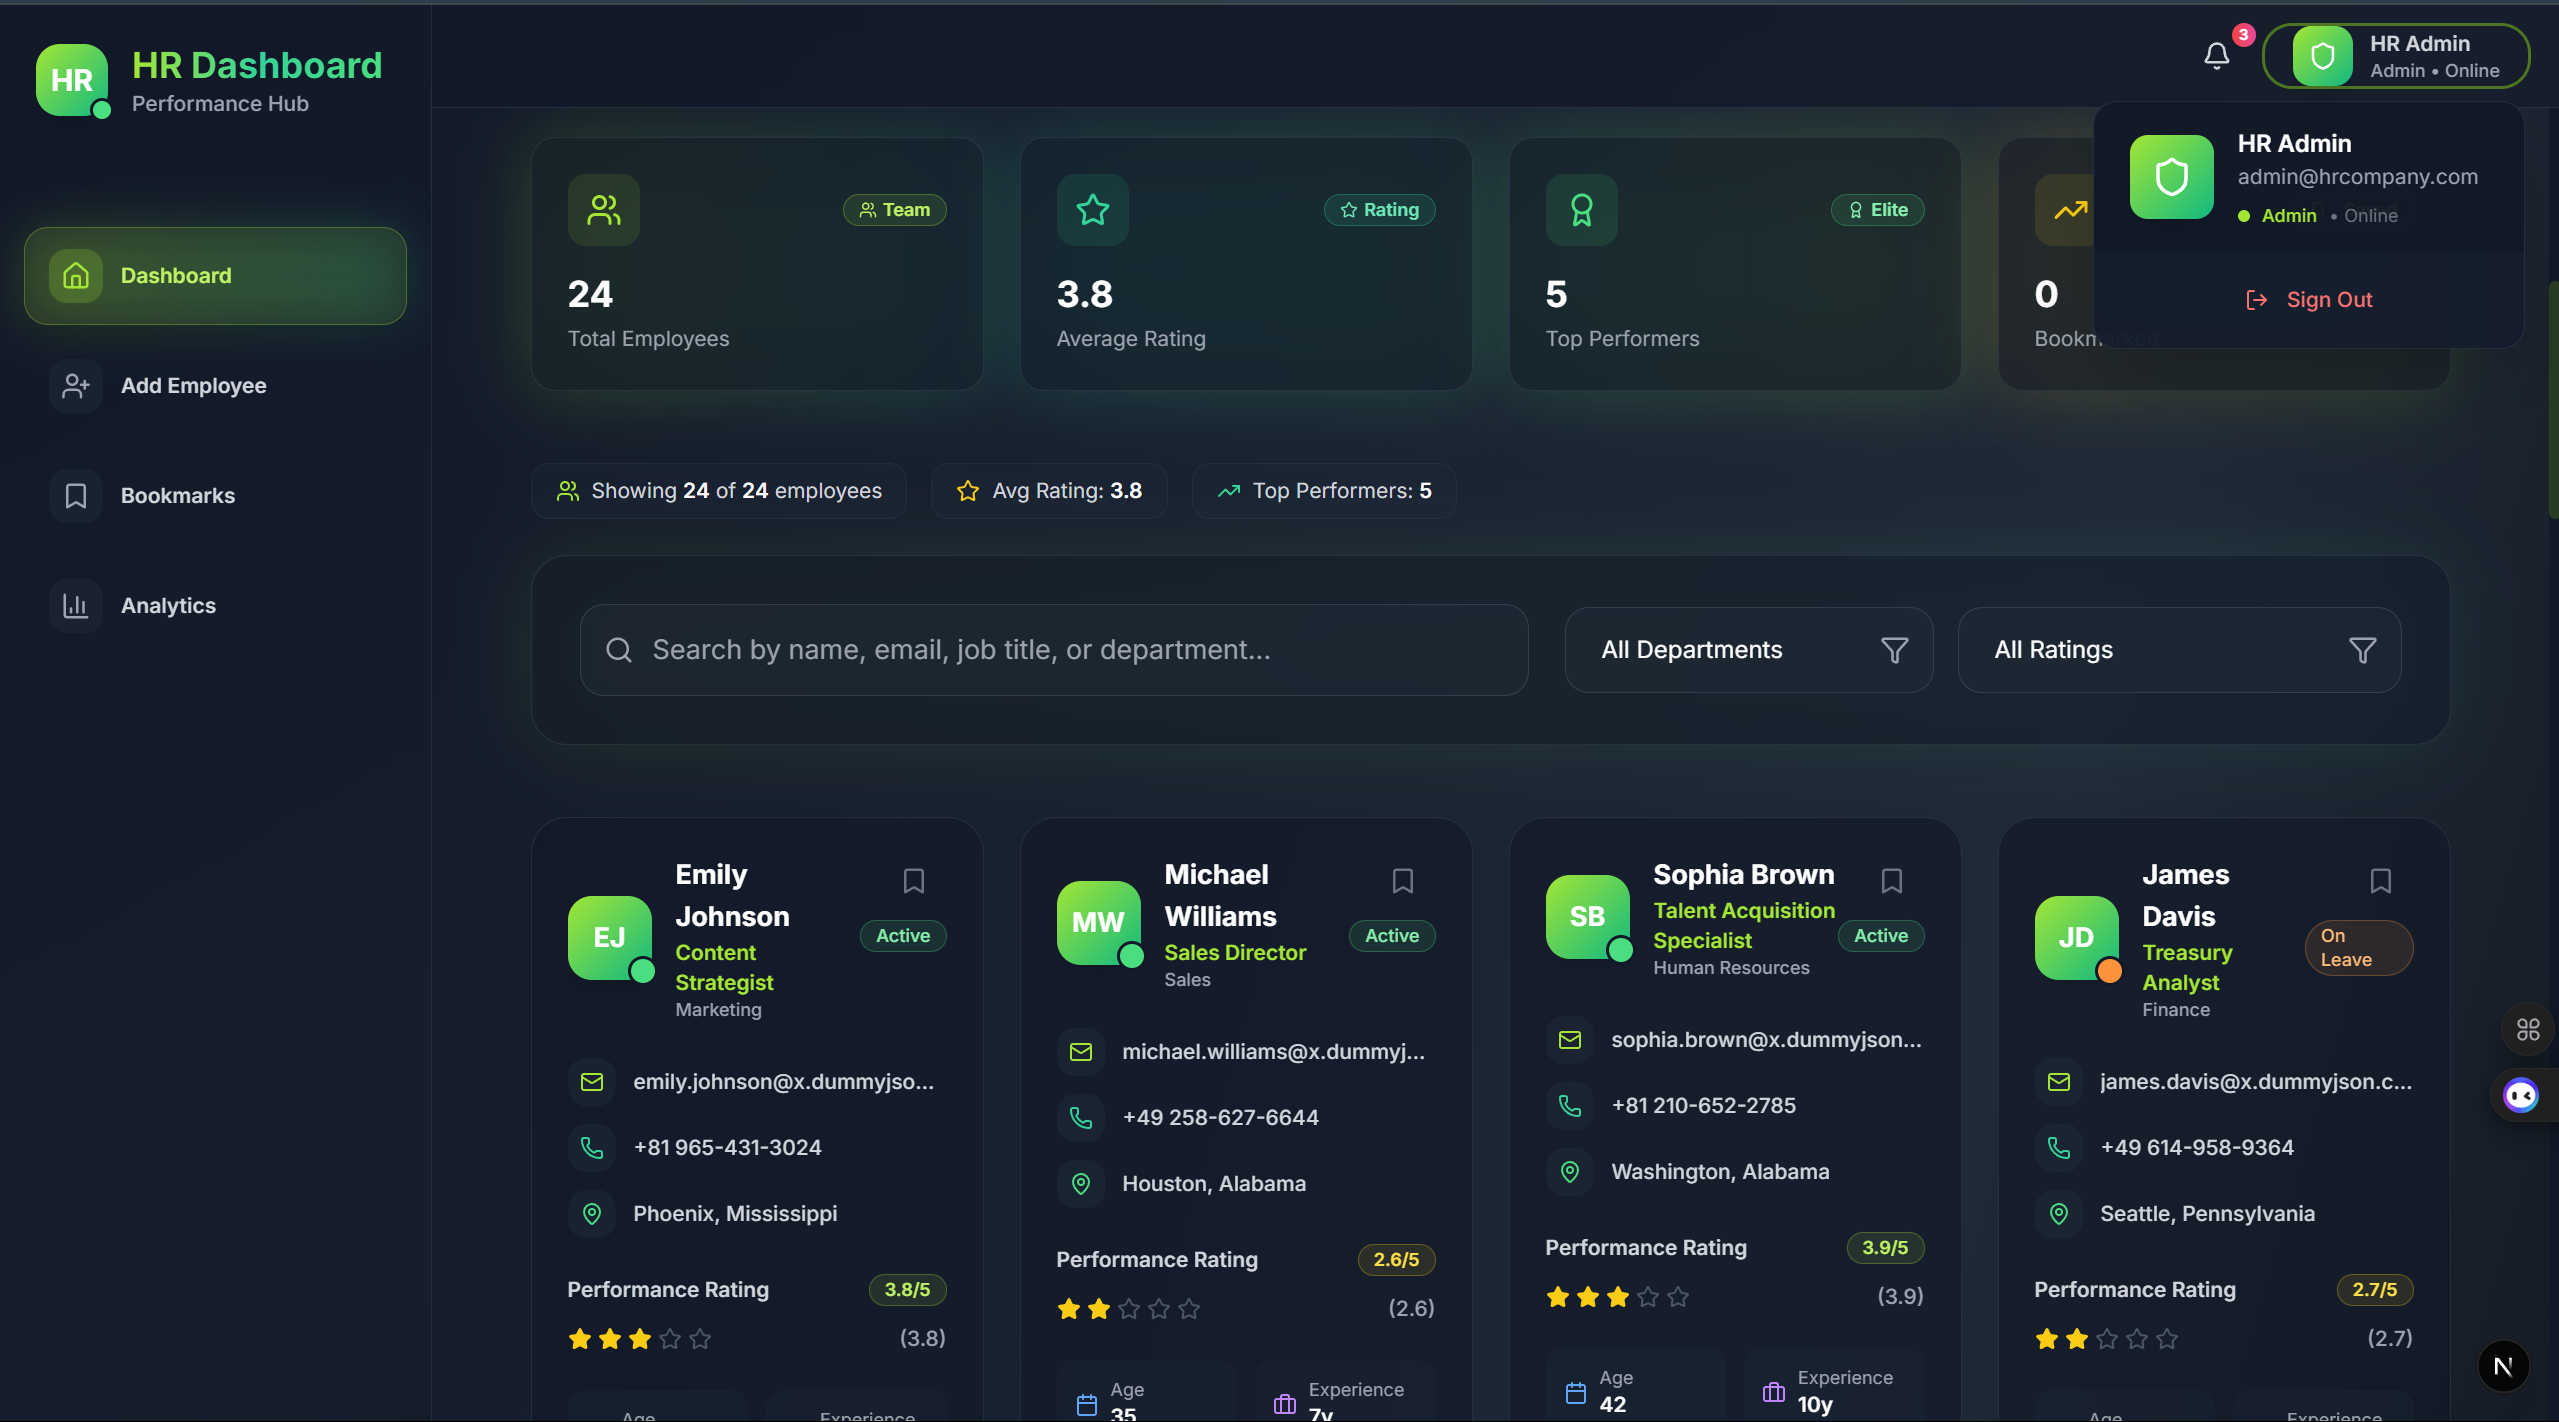 HR
HR Dashboard
Performance Hub
Dashboard
Add Employee
Bookmarks
Analytics
3
HR Admin
Admin • Online
HR Admin
admin@hrcompany.com
Admin • Online
Sign Out
Team
24
Total Employees
Rating
3.8
Average Rating
Elite
5
Top Performers
0
Bookmarked
Showing 24 of 24 employees
Avg Rating: 3.8
Top Performers: 5
Search by name, email, job title, or department...
All Departments
All Ratings
EJ
Emily
Johnson
Content
Strategist
Marketing
Active
emily.johnson@x.dummyjso...
+81 965-431-3024
Phoenix, Mississippi
Performance Rating
3.8/5
(3.8)
Age
Experience
MW
Michael
Williams
Sales Director
Sales
Active
michael.williams@x.dummyj...
+49 258-627-6644
Houston, Alabama
Performance Rating
2.6/5
(2.6)
Age
35
Experience
7y
SB
Sophia Brown
Talent Acquisition
Specialist
Human Resources
Active
sophia.brown@x.dummyjson...
+81 210-652-2785
Washington, Alabama
Performance Rating
3.9/5
(3.9)
Age
42
Experience
10y
JD
James
Davis
Treasury
Analyst
Finance
On
Leave
james.davis@x.dummyjson.c...
+49 614-958-9364
Seattle, Pennsylvania
Performance Rating
2.7/5
(2.7)
Age
Experience
N